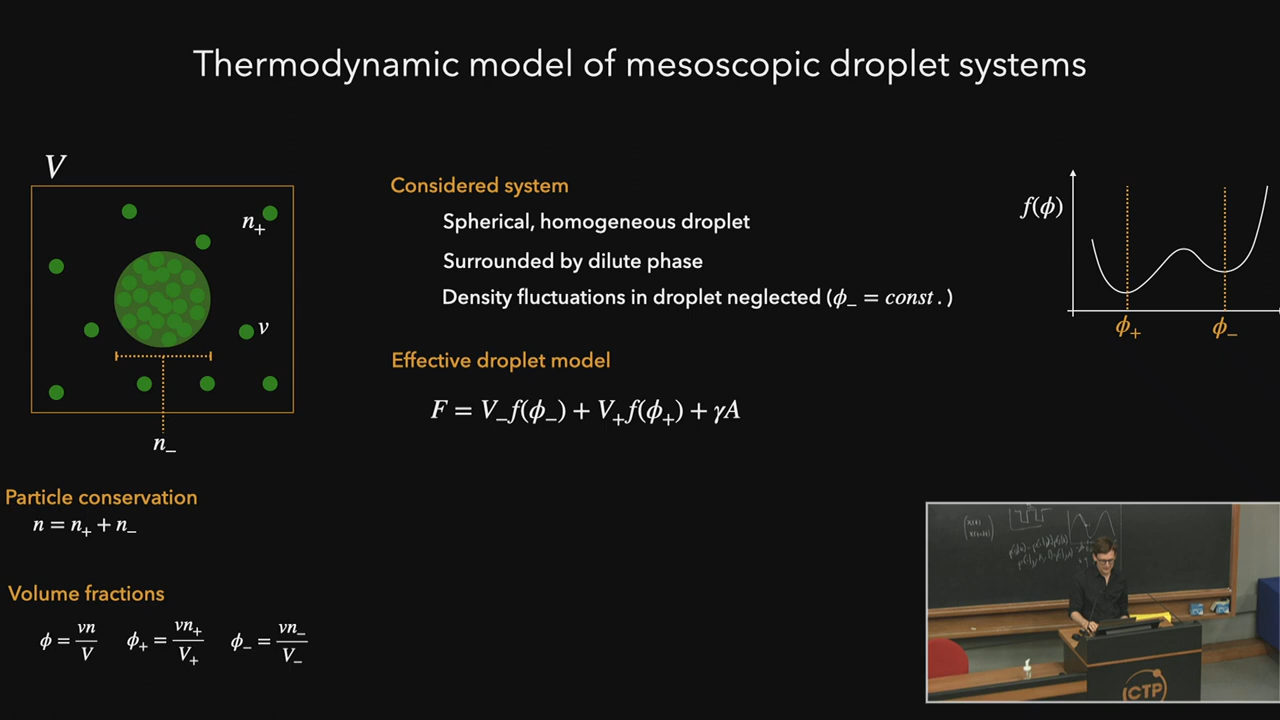 Thermodynamic model of mesoscopic droplet systems
V
n₊
v
n₋
Particle conservation
n = n₊ + n₋
Volume fractions
ϕ = vn/V   ϕ₊ = vn₊/V₊   ϕ₋ = vn₋/V₋
Considered system
Spherical, homogeneous droplet
Surrounded by dilute phase
Density fluctuations in droplet neglected (ϕ₋ = const.)
Effective droplet model
F = V₋f(ϕ₋) + V₊f(ϕ₊) + γA
f(ϕ)
ϕ₊
ϕ₋
ICTP